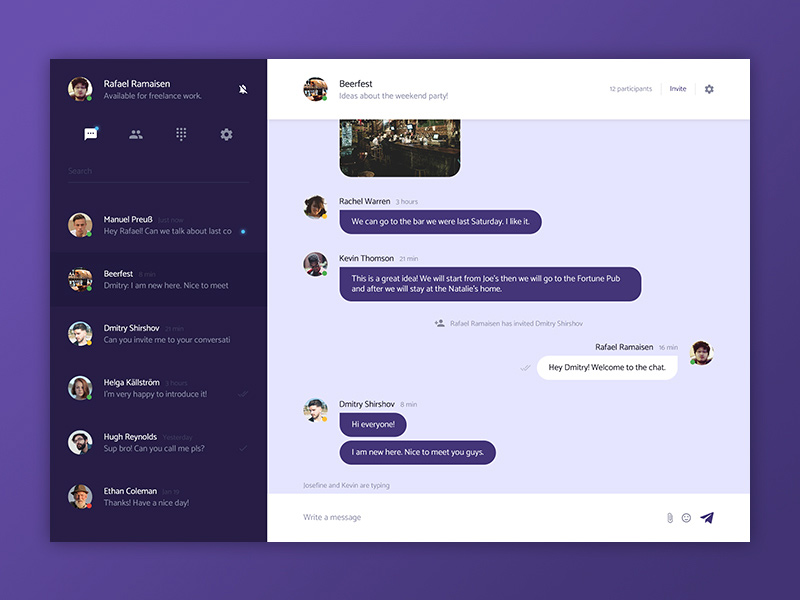 Rafael Ramaisen
Available for freelance work.
Search
Manuel Preuß Just now
Hey Rafael! Can we talk about last co
Beerfest 8 min
Dmitry: I am new here. Nice to meet
Dmitry Shirshov 21 min
Can you invite me to your conversati
Helga Källström 3 hours
I'm very happy to introduce it!
Hugh Reynolds Yesterday
Sup bro! Can you call me pls?
Ethan Coleman
Thanks! Have a nice day!
Beerfest
Ideas about the weekend party!
12 participants
Invite
Rachel Warren 3 hours
We can go to the bar we were last Saturday. I like it.
Kevin Thomson 21 min
This is a great idea! We will start from Joe's then we will go to the Fortune Pub
and after we will stay at the Natalie's home.
Rafael Ramaisen has invited Dmitry Shirshov
Rafael Ramaisen 16 min
Hey Dmitry! Welcome to the chat.
Dmitry Shirshov 8 min
Hi everyone!
I am new here. Nice to meet you guys.
Josefine and Kevin are typing
Write a message